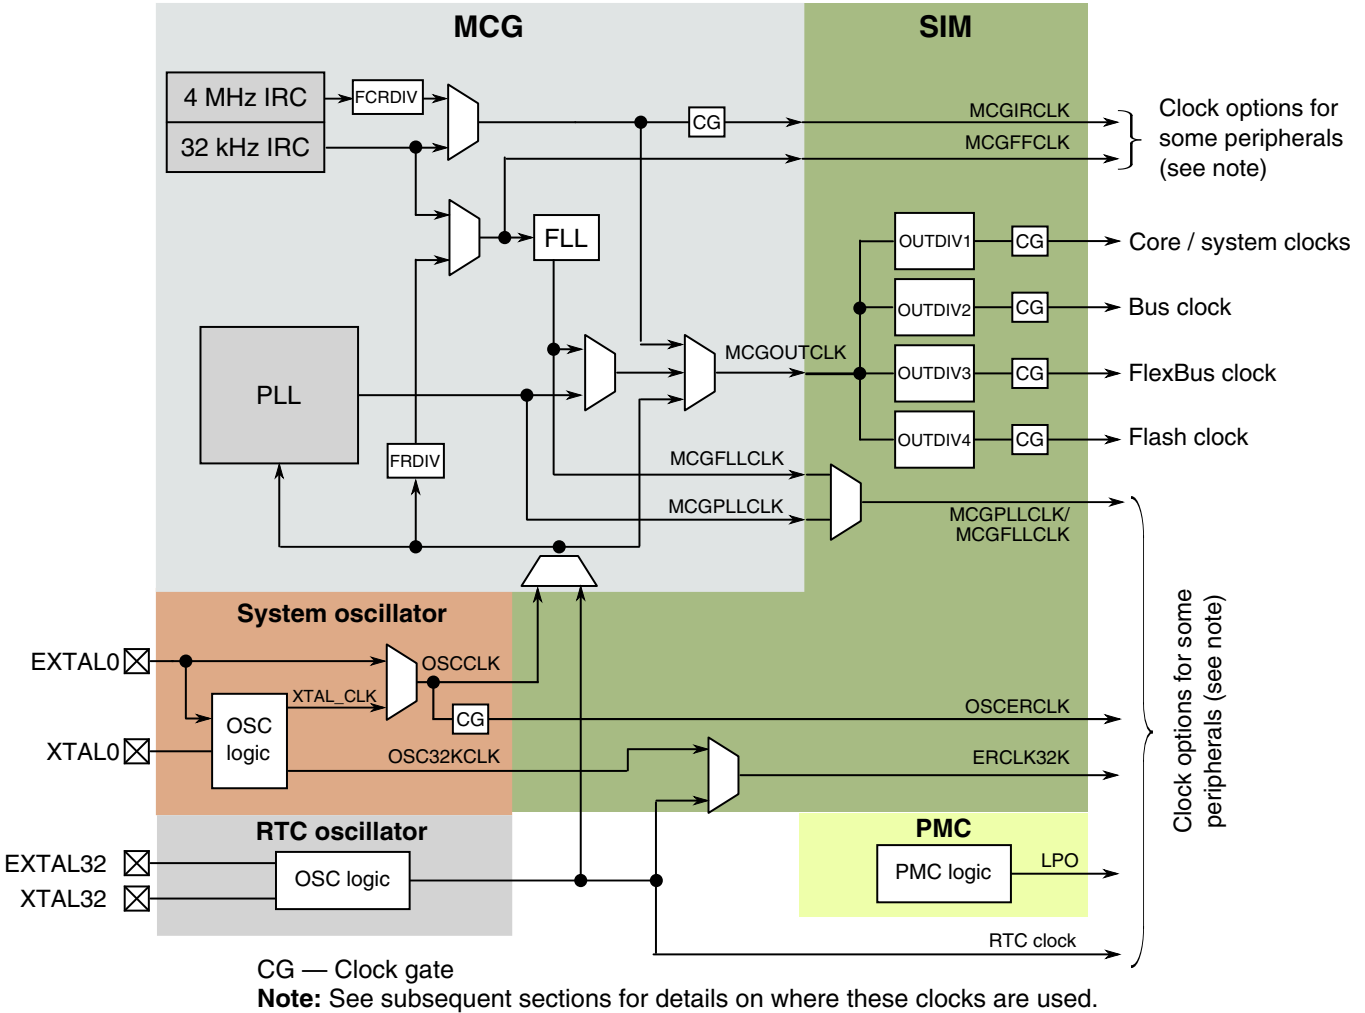 MCG
SIM
4 MHz IRC
FCRDIV
32 kHz IRC
CG
MCGIRCLK
MCGFFCLK
Clock options for
some peripherals
(see note)
FLL
OUTDIV1
CG
Core / system clocks
OUTDIV2
CG
Bus clock
MCGOUTCLK
OUTDIV3
CG
FlexBus clock
PLL
OUTDIV4
CG
Flash clock
FRDIV
MCGFLLCLK
MCGPLLCLK
MCGPLLCLK/
MCGFLLCLK
System oscillator
EXTAL0
OSCCLK
XTAL_CLK
OSC
logic
CG
OSCERCLK
XTAL0
OSC32KCLK
ERCLK32K
Clock options for some
peripherals (see note)
RTC oscillator
PMC
EXTAL32
XTAL32
OSC logic
PMC logic
LPO
RTC clock
CG — Clock gate
Note: See subsequent sections for details on where these clocks are used.